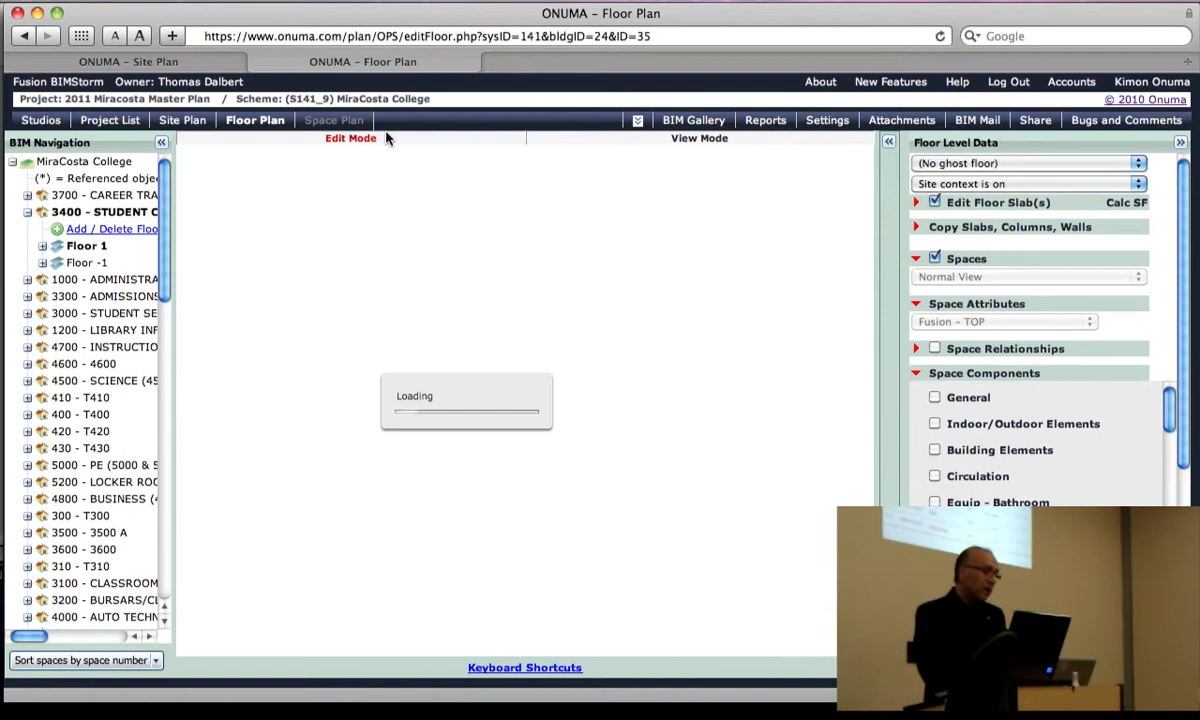 ONUMA – Floor Plan
A A + https://www.onuma.com/plan/OPS/editFloor.php?sysID=141&bldgID=24&ID=35 Google
ONUMA – Site Plan ONUMA – Floor Plan
Fusion BIMStorm Owner: Thomas Dalbert About New Features Help Log Out Accounts Kimon Onuma
Project: 2011 Miracosta Master Plan / Scheme: (S141_9) MiraCosta College © 2010 Onuma
Studios Project List Site Plan Floor Plan Space Plan BIM Gallery Reports Settings Attachments BIM Mail Share Bugs and Comments
BIM Navigation
MiraCosta College
(*) = Referenced obje
3700 - CAREER TRA
3400 - STUDENT C
Add / Delete Floo
Floor 1
Floor -1
1000 - ADMINISTRA
3300 - ADMISSIONS
3000 - STUDENT SE
1200 - LIBRARY INF
4700 - INSTRUCTIO
4600 - 4600
4500 - SCIENCE (45
410 - T410
400 - T400
420 - T420
430 - T430
5000 - PE (5000 & 5
5200 - LOCKER ROO
4800 - BUSINESS (4
300 - T300
3500 - 3500 A
3600 - 3600
310 - T310
3100 - CLASSROOM
3200 - BURSARS/CL
4000 - AUTO TECHN
Sort spaces by space number
Edit Mode View Mode
Loading
Keyboard Shortcuts
Floor Level Data
(No ghost floor)
Site context is on
Edit Floor Slab(s) Calc SF
Copy Slabs, Columns, Walls
Spaces
Normal View
Space Attributes
Fusion – TOP
Space Relationships
Space Components
General
Indoor/Outdoor Elements
Building Elements
Circulation
Equip - Bathroom